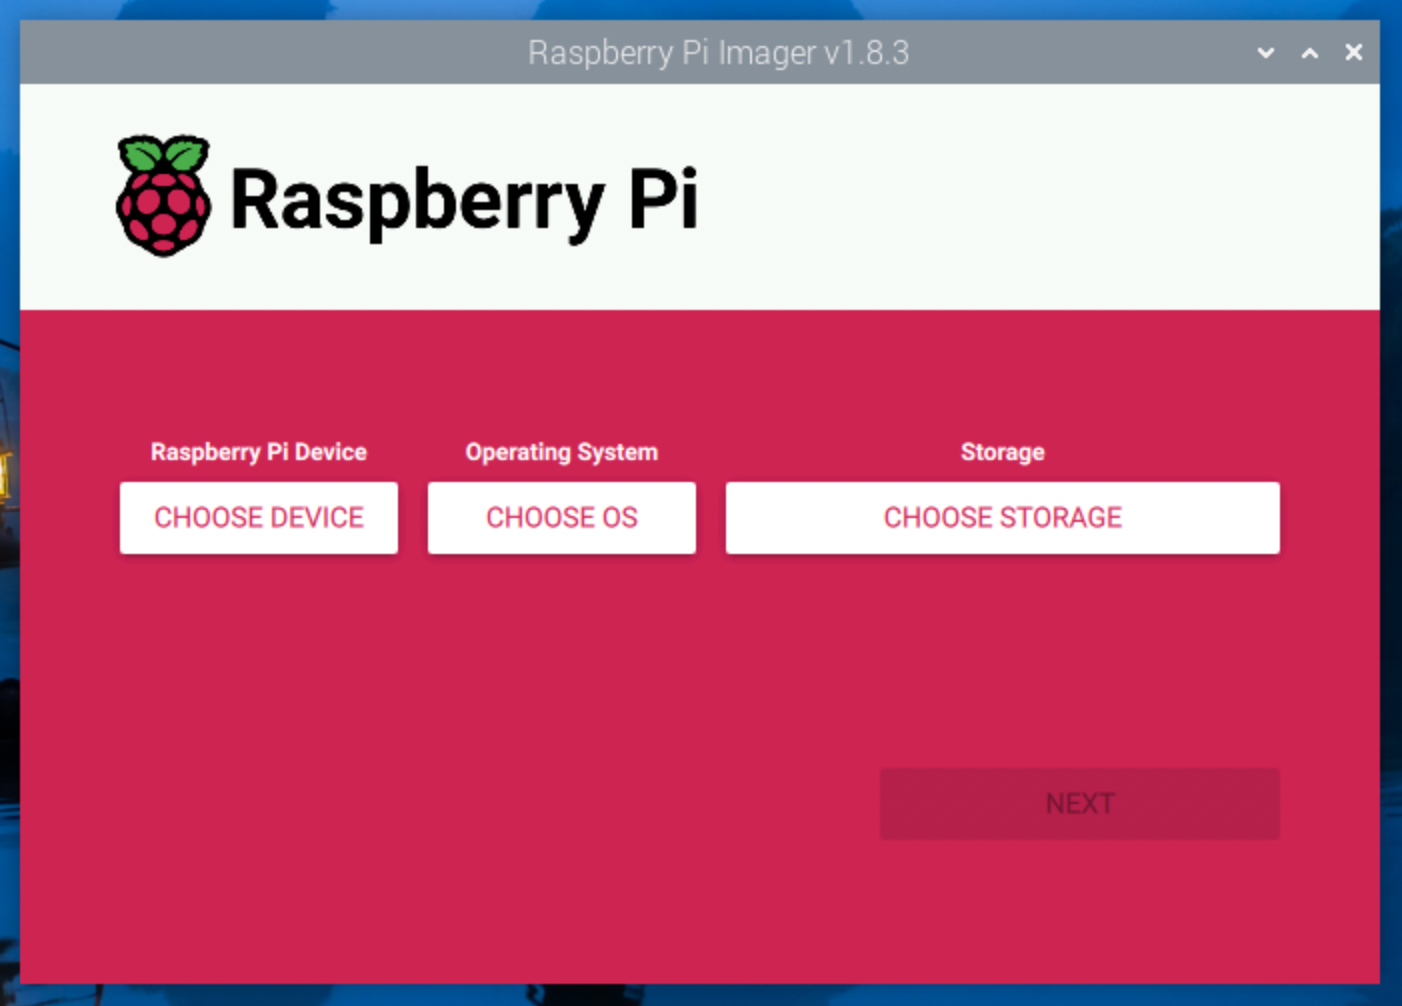 Raspberry Pi Imager v1.8.3
Raspberry Pi
Raspberry Pi Device
Operating System
Storage
CHOOSE DEVICE
CHOOSE OS
CHOOSE STORAGE
NEXT